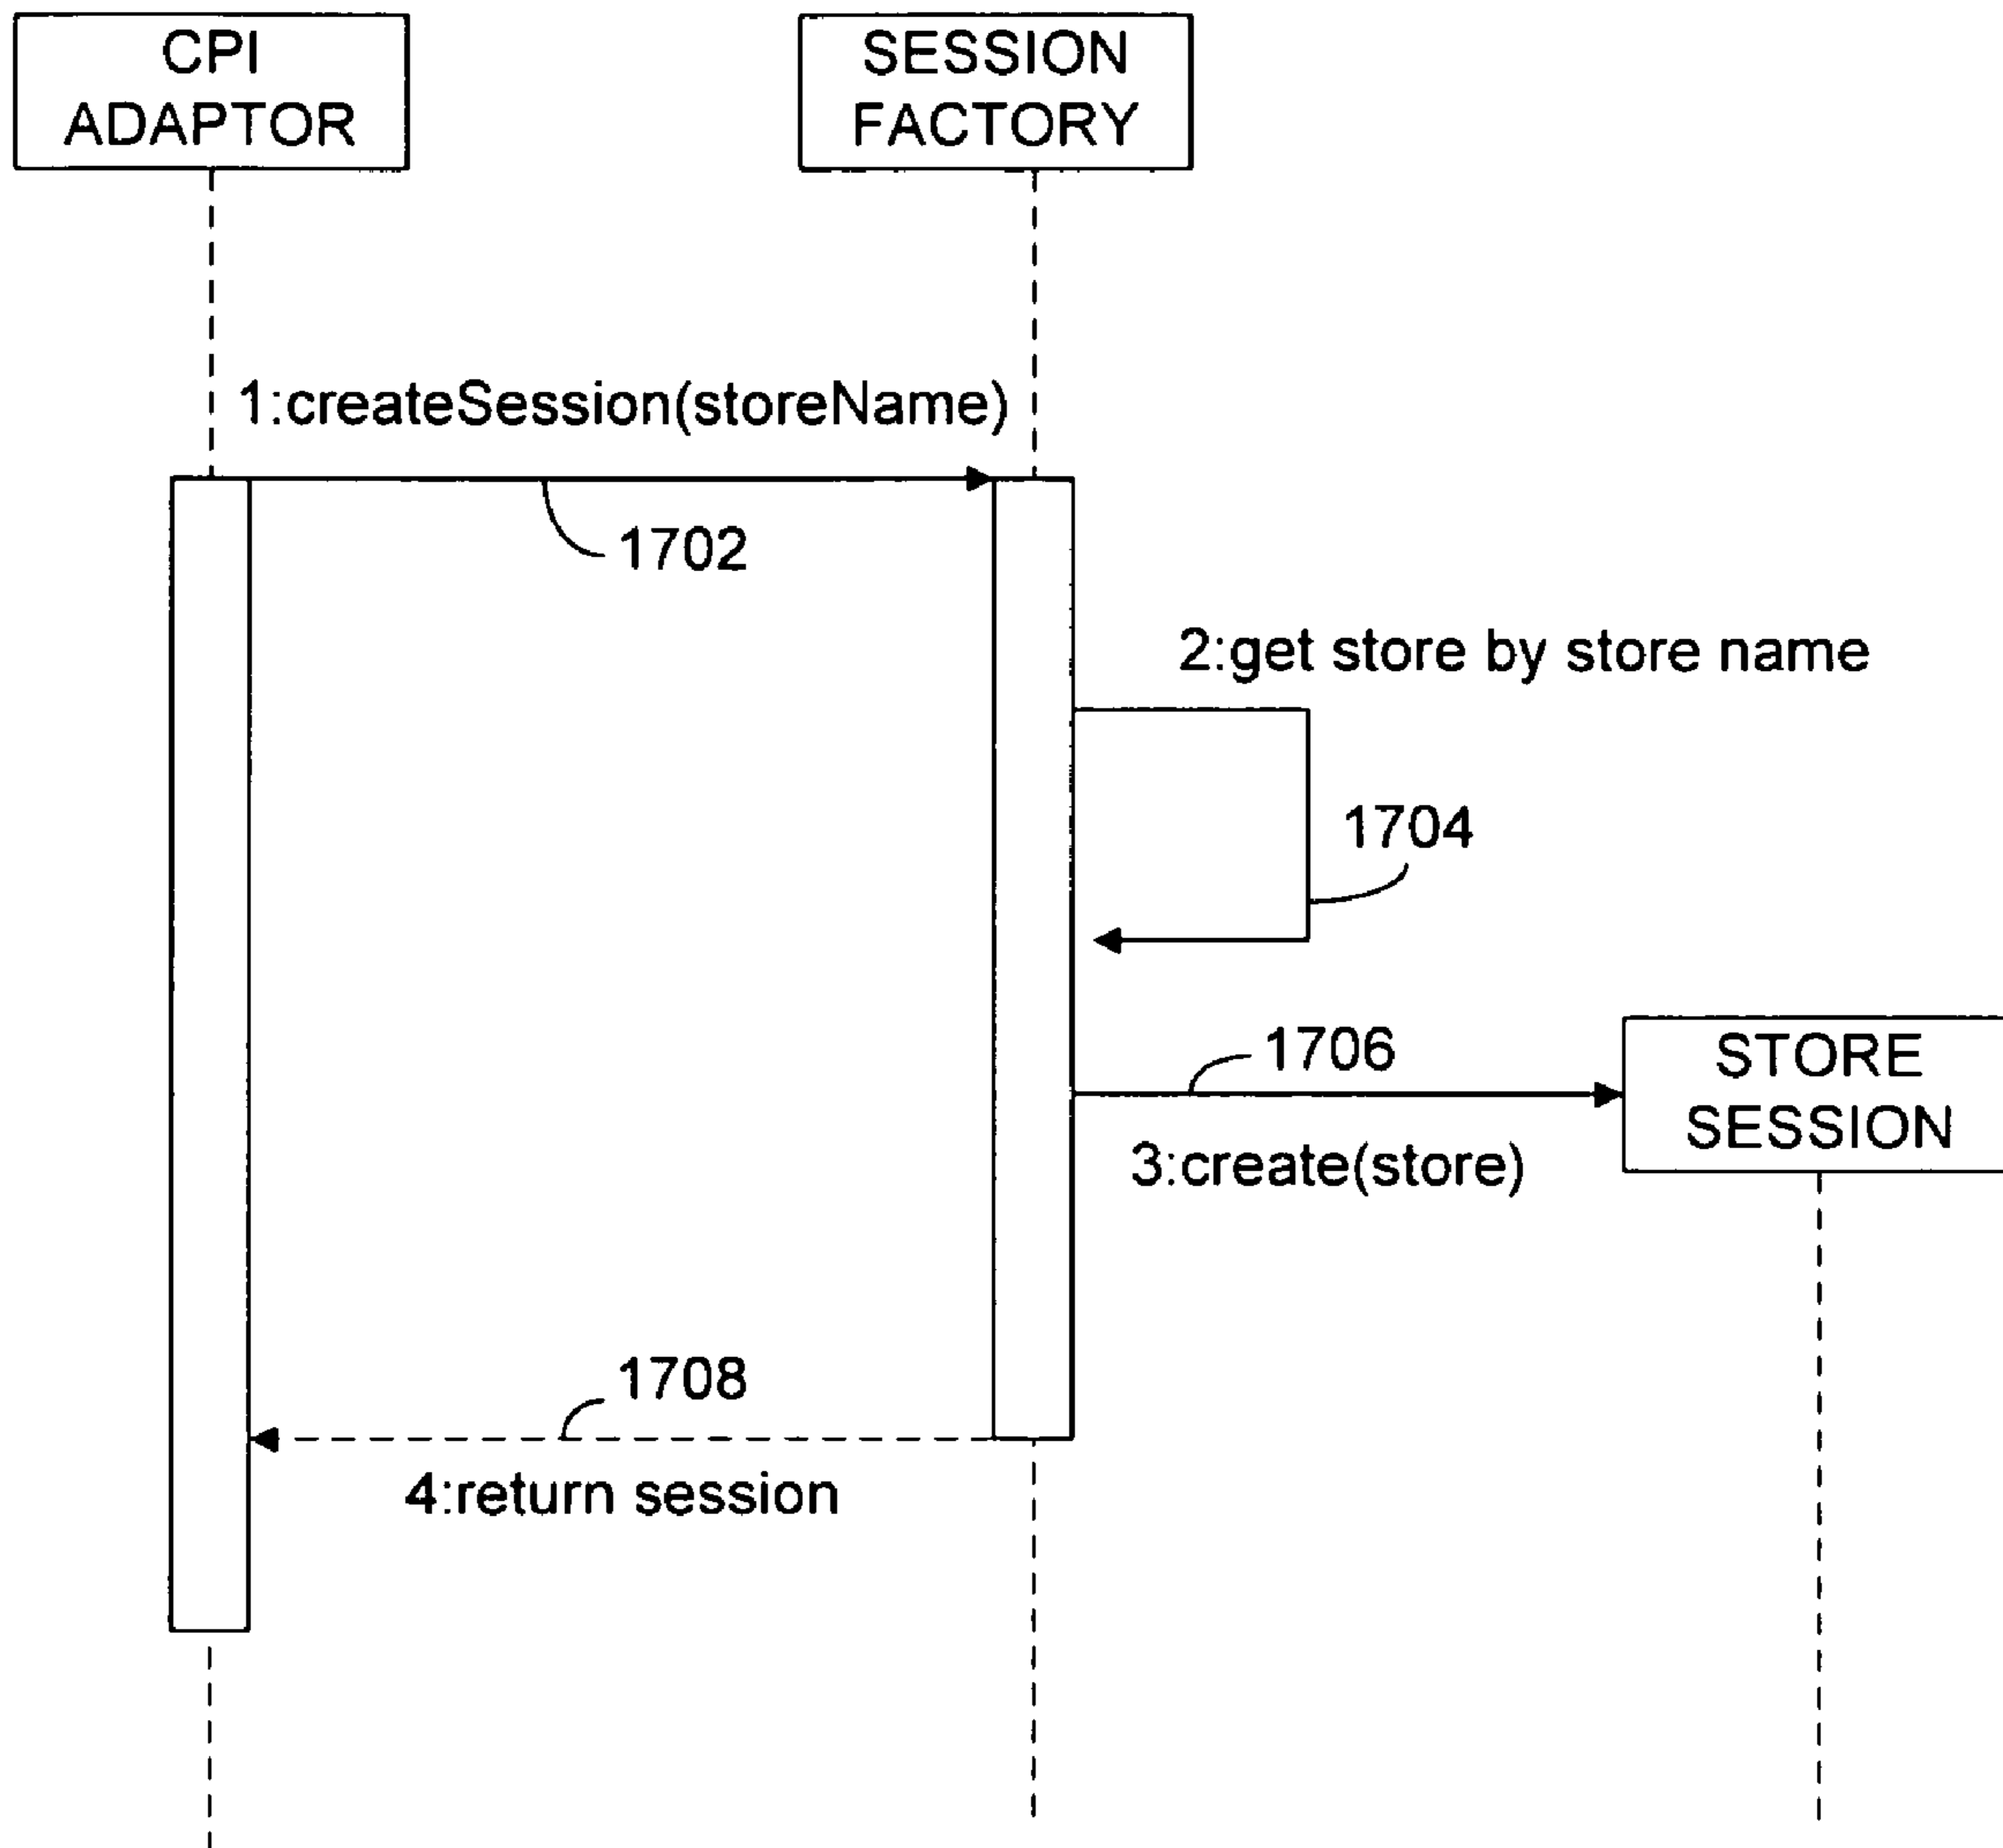 CPI
ADAPTOR
SESSION
FACTORY
1:createSession(storeName)
1702
2:get store by store name
1704
1706
STORE
SESSION
3:create(store)
1708
4:return session